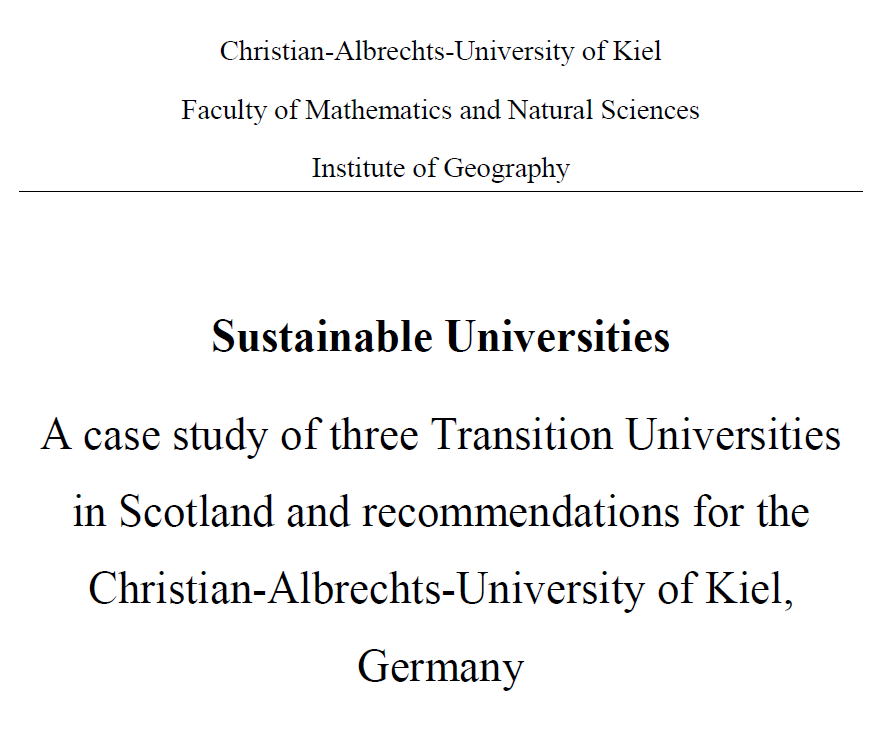 Christian-Albrechts-University of Kiel
Faculty of Mathematics and Natural Sciences
Institute of Geography
Sustainable Universities
A case study of three Transition Universities
in Scotland and recommendations for the
Christian-Albrechts-University of Kiel,
Germany